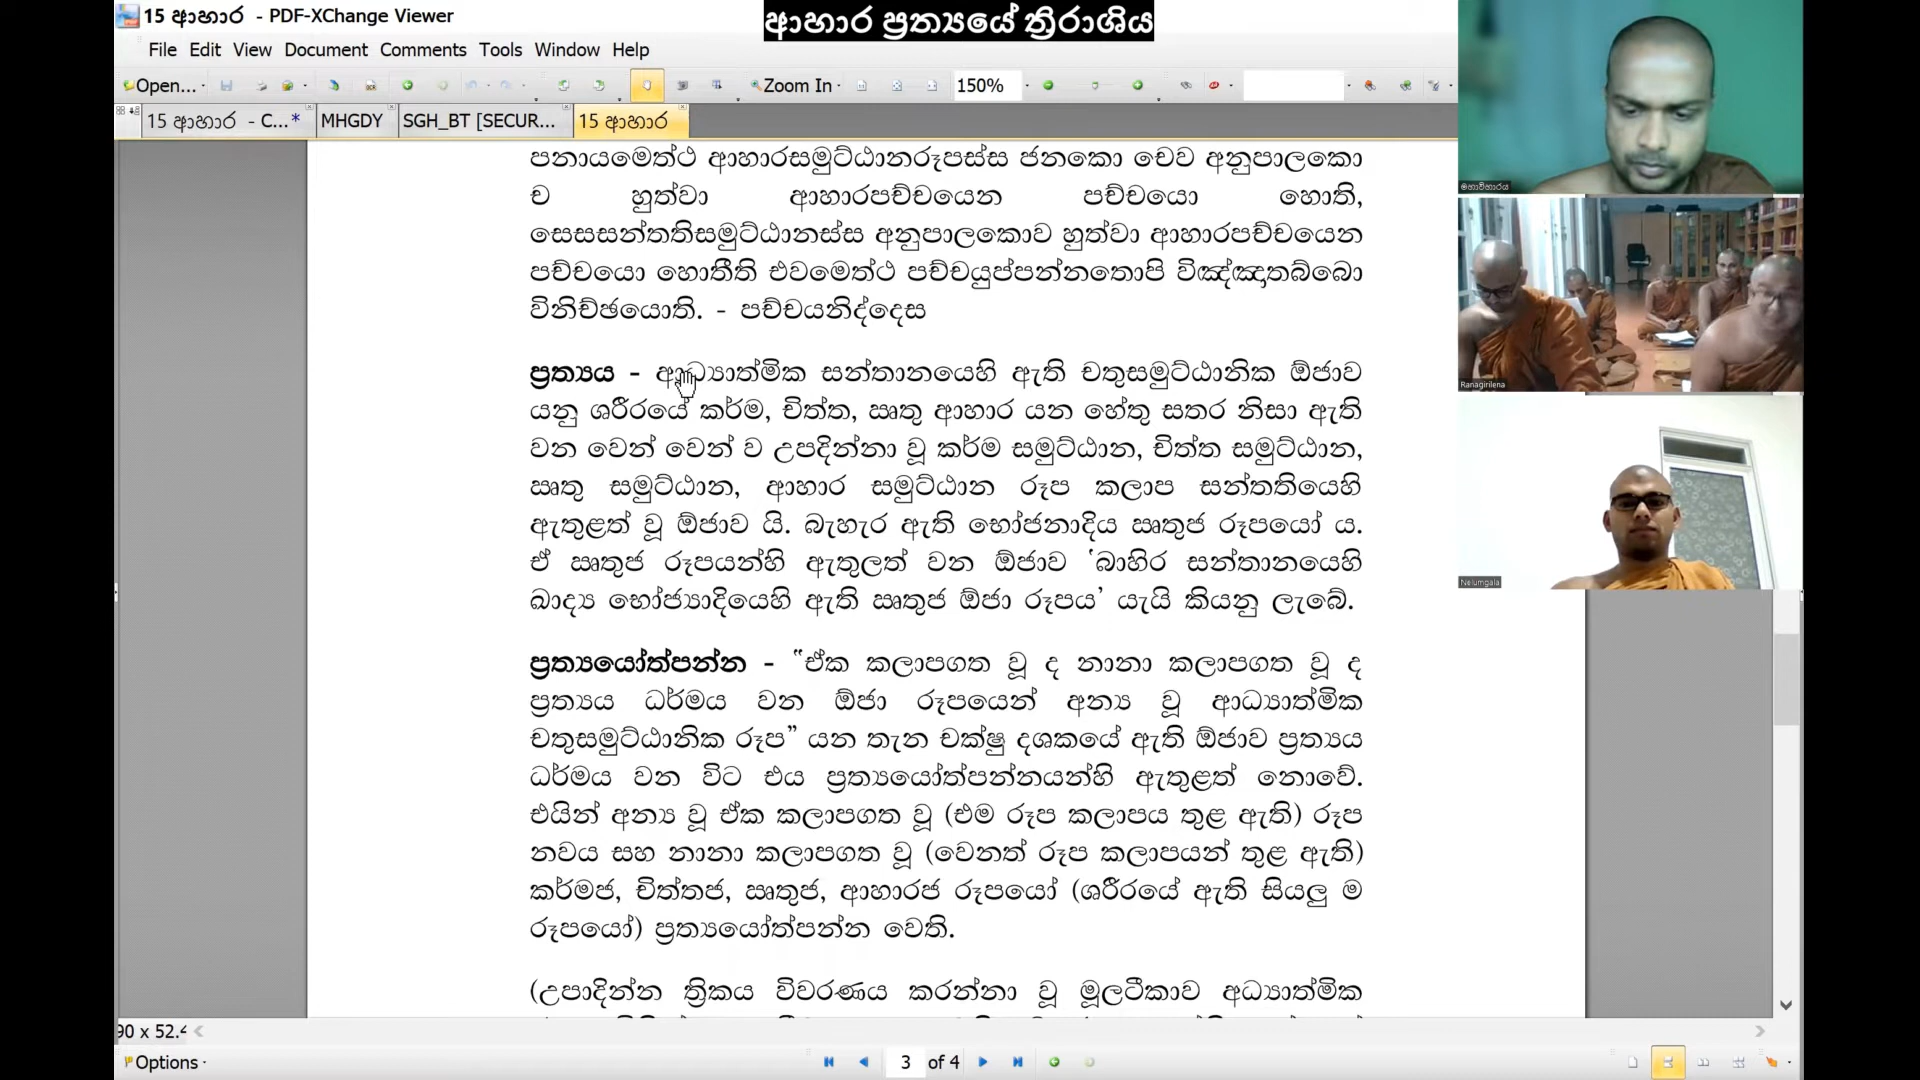 15 ආහාර - PDF-XChange Viewer
ආහාර ප්‍රත්‍යයේ ත්‍රිරාශිය
File Edit View Document Comments Tools Window Help
Open... Zoom In 150%
15 ආහාර - C...* MHGDY SGH_BT [SECUR... 15 ආහාර
පනායමෙත්ථ ආහාරසමුට්ඨානරූපස්ස ජනකො චෙව අනුපාලකො
ච හුත්වා ආහාරපච්චයෙන පච්චයො හොති,
සෙසසන්තතිසමුට්ඨානස්ස අනුපාලකොව හුත්වා ආහාරපච්චයෙන
පච්චයො හොතීති එවමෙත්ථ පච්චයුප්පන්නතොපි විඤ්ඤාතබ්බො
විනිච්ඡයොති. - පච්චයනිද්දෙස
ප්‍රත්‍යය - ආධ්‍යාත්මික සන්තානයෙහි ඇති චතුසමුට්ඨානික ඕජාව
යනු ශරීරයේ කර්ම, චිත්ත, සෘතු ආහාර යන හේතු සතර නිසා ඇති
වන වෙන් වෙන් ව උපදින්නා වූ කර්ම සමුට්ඨාන, චිත්ත සමුට්ඨාන,
සෘතු සමුට්ඨාන, ආහාර සමුට්ඨාන රූප කලාප සන්තතියෙහි
ඇතුළත් වූ ඕජාව යි. බැහැර ඇති භෝජනාදිය සෘතුජ රූපයෝ ය.
ඒ සෘතුජ රූපයන්හි ඇතුලත් වන ඕජාව ‘බාහිර සන්තානයෙහි
ඛාද්‍ය භෝජ්‍යාදියෙහි ඇති සෘතුජ ඕජා රූපය’ යැයි කියනු ලැබේ.
ප්‍රත්‍යයෝත්පන්න - “ඒක කලාපගත වූ ද නානා කලාපගත වූ ද
ප්‍රත්‍යය ධර්මය වන ඕජා රූපයෙන් අන්‍ය වූ ආධ්‍යාත්මික
චතුසමුට්ඨානික රූප” යන තැන චක්ෂු දශකයේ ඇති ඕජාව ප්‍රත්‍යය
ධර්මය වන විට එය ප්‍රත්‍යයෝත්පන්නයන්හි ඇතුළත් නොවේ.
එයින් අන්‍ය වූ ඒක කලාපගත වූ (එම රූප කලාපය තුළ ඇති) රූප
නවය සහ නානා කලාපගත වූ (වෙනත් රූප කලාපයන් තුළ ඇති)
කර්මජ, චිත්තජ, සෘතුජ, ආහාරජ රූපයෝ (ශරීරයේ ඇති සියලු ම
රූපයෝ) ප්‍රත්‍යයෝත්පන්න වෙති.
(උපාදින්න ත්‍රිකය විවරණය කරන්නා වූ මූලටීකාව අධ්‍යාත්මික
90 x 52.4
Options 3 of 4
මහාවිහාරය
Ranagirilena
Nelumgala